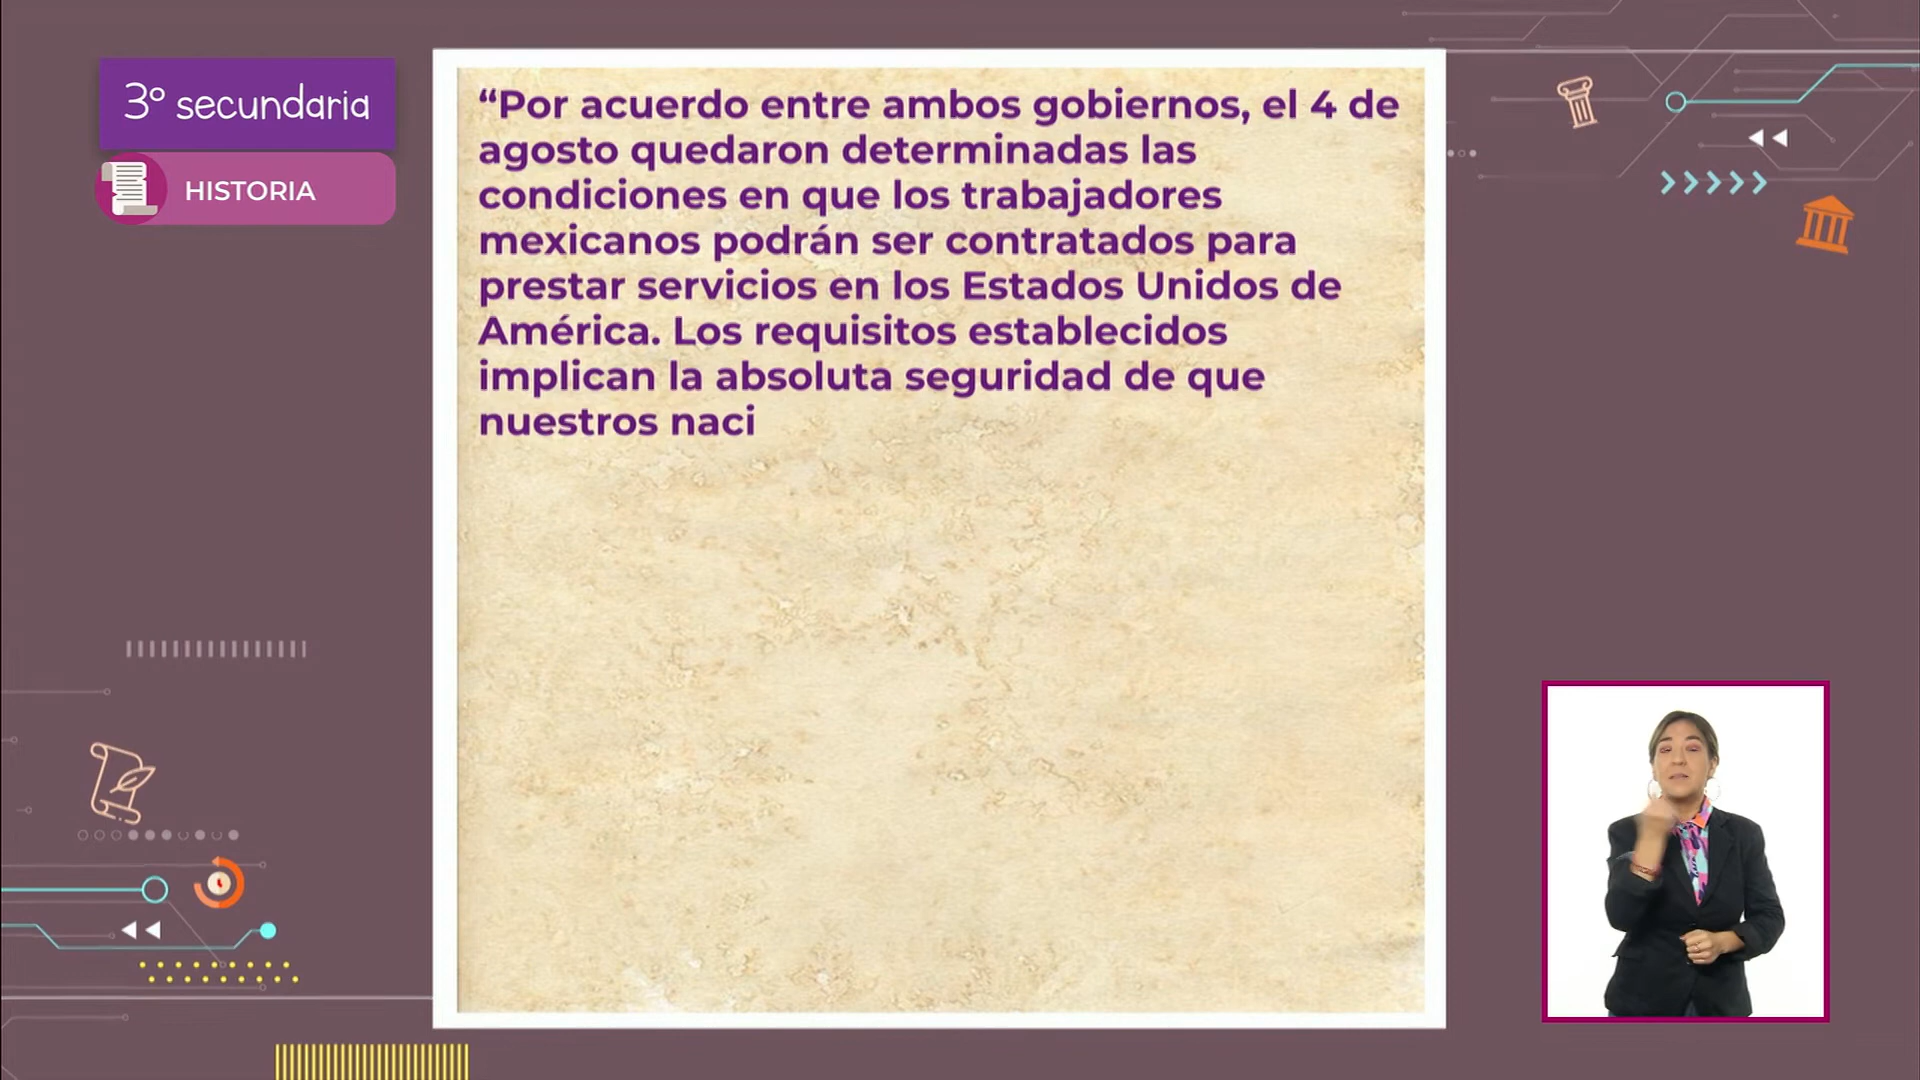 3° secundaria
HISTORIA
“Por acuerdo entre ambos gobiernos, el 4 de
agosto quedaron determinadas las
condiciones en que los trabajadores
mexicanos podrán ser contratados para
prestar servicios en los Estados Unidos de
América. Los requisitos establecidos
implican la absoluta seguridad de que
nuestros naci